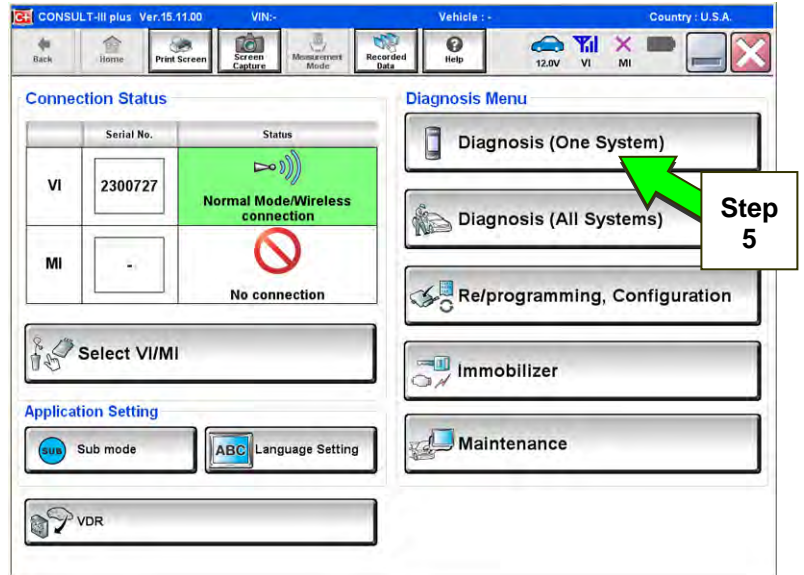 C+ CONSULT-III plus Ver.15.11.00 VIN:- Vehicle : - Country : U.S.A.
Back Home Print Screen Screen Capture Measurement Mode Recorded Data Help 12.0V VI MI
Connection Status
Serial No. Status
VI 2300727 Normal Mode/Wireless
connection
MI - No connection
Select VI/MI
Application Setting
SUB Sub mode ABC Language Setting
VDR
Diagnosis Menu
Diagnosis (One System)
Diagnosis (All Systems)
Re/programming, Configuration
Immobilizer
Maintenance
Step
5